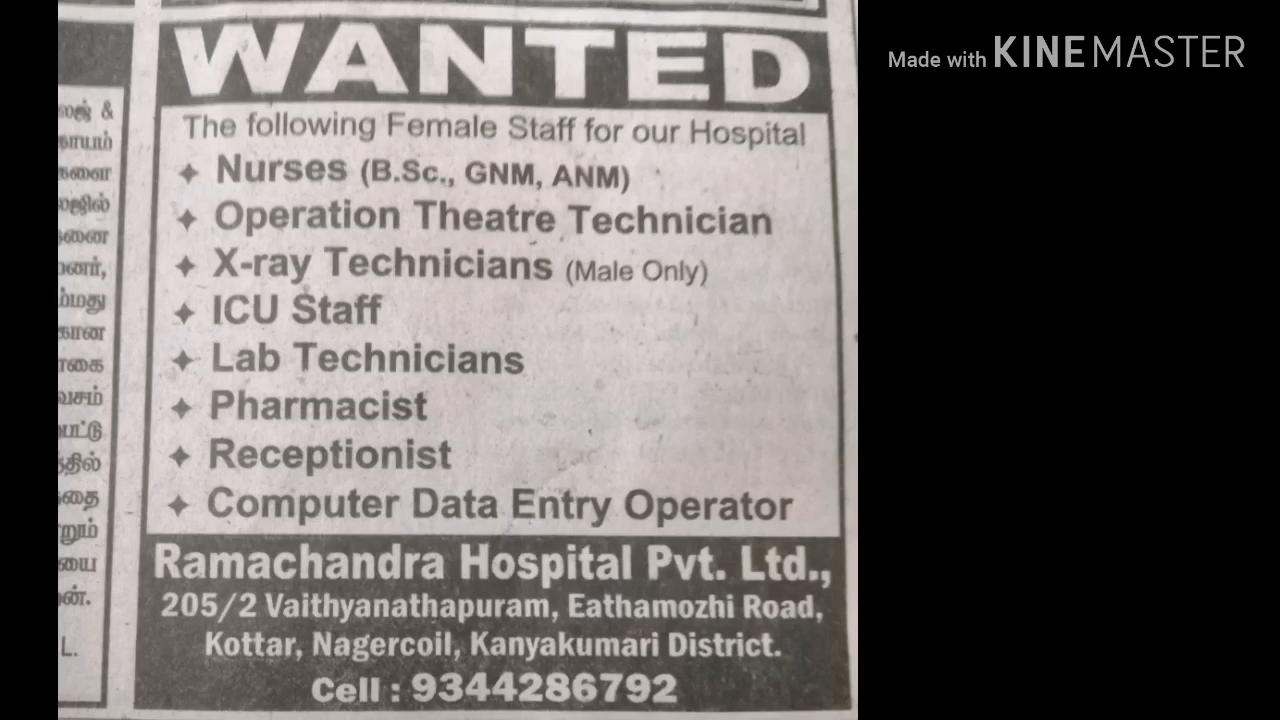 WANTED
The following Female Staff for our Hospital
Nurses (B.Sc., GNM, ANM)
Operation Theatre Technician
X-ray Technicians (Male Only)
ICU Staff
Lab Technicians
Pharmacist
Receptionist
Computer Data Entry Operator
Ramachandra Hospital Pvt. Ltd.,
205/2 Vaithyanathapuram, Eathamozhi Road,
Kottar, Nagercoil, Kanyakumari District.
Cell : 9344286792
Made with KINEMASTER
&
L.